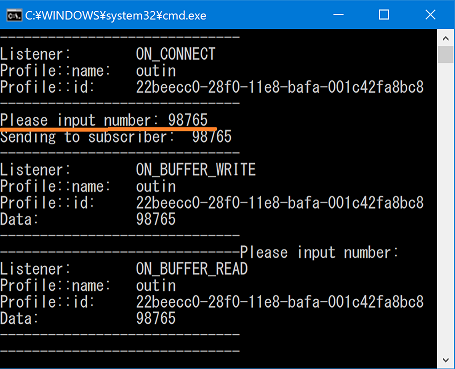 C:¥WINDOWS¥system32¥cmd.exe
------------------------------
Listener: ON_CONNECT
Profile::name: outin
Profile::id: 22beecc0-28f0-11e8-bafa-001c42fa8bc8
------------------------------
Please input number: 98765
Sending to subscriber: 98765
------------------------------
Listener: ON_BUFFER_WRITE
Profile::name: outin
Profile::id: 22beecc0-28f0-11e8-bafa-001c42fa8bc8
Data: 98765
------------------------------
------------------------------Please input number:
Listener: ON_BUFFER_READ
Profile::name: outin
Profile::id: 22beecc0-28f0-11e8-bafa-001c42fa8bc8
Data: 98765
------------------------------
------------------------------